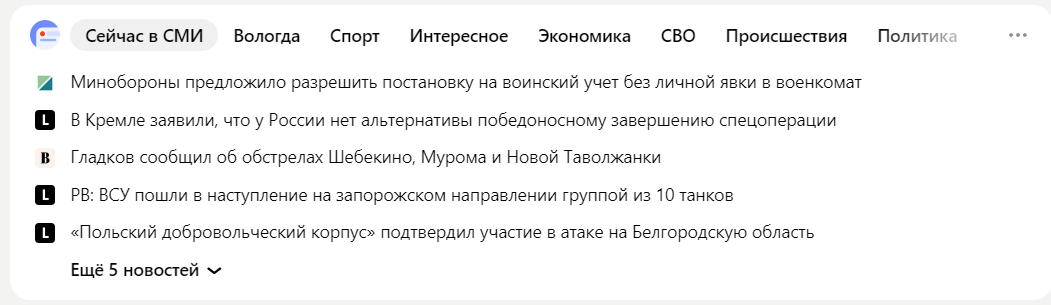 Сейчас в СМИ Вологда Спорт Интересное Экономика СВО Происшествия Политика
Минобороны предложило разрешить постановку на воинский учет без личной явки в военкомат
L В Кремле заявили, что у России нет альтернативы победоносному завершению спецоперации
В Гладков сообщил об обстрелах Шебекино, Мурома и Новой Таволжанки
L РВ: ВСУ пошли в наступление на запорожском направлении группой из 10 танков
L «Польский добровольческий корпус» подтвердил участие в атаке на Белгородскую область
Ещё 5 новостей